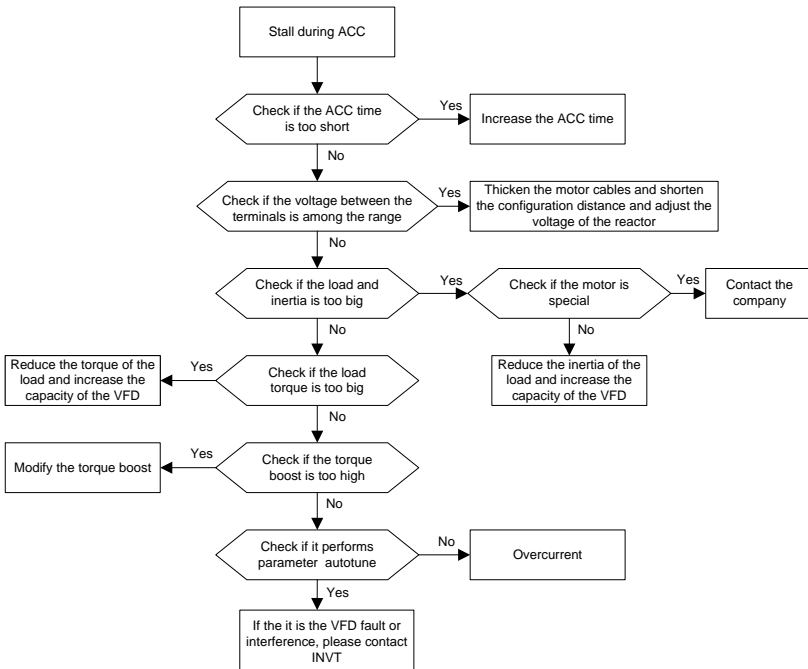 Stall during ACC
Check if the ACC time
is too short
Yes
Increase the ACC time
No
Check if the voltage between the
terminals is among the range
Yes
Thicken the motor cables and shorten
the configuration distance and adjust the
voltage of the reactor
No
Check if the load and
inertia is too big
Yes
Check if the motor is
special
Yes
Contact the
company
No
No
Reduce the inertia of the
load and increase the
capacity of the VFD
Check if the load
torque is too big
Yes
Reduce the torque of the
load and increase the
capacity of the VFD
No
Check if the torque
boost is too high
Yes
Modify the torque boost
No
Check if it performs
parameter autotune
No
Overcurrent
Yes
If the it is the VFD fault or
interference, please contact
INVT